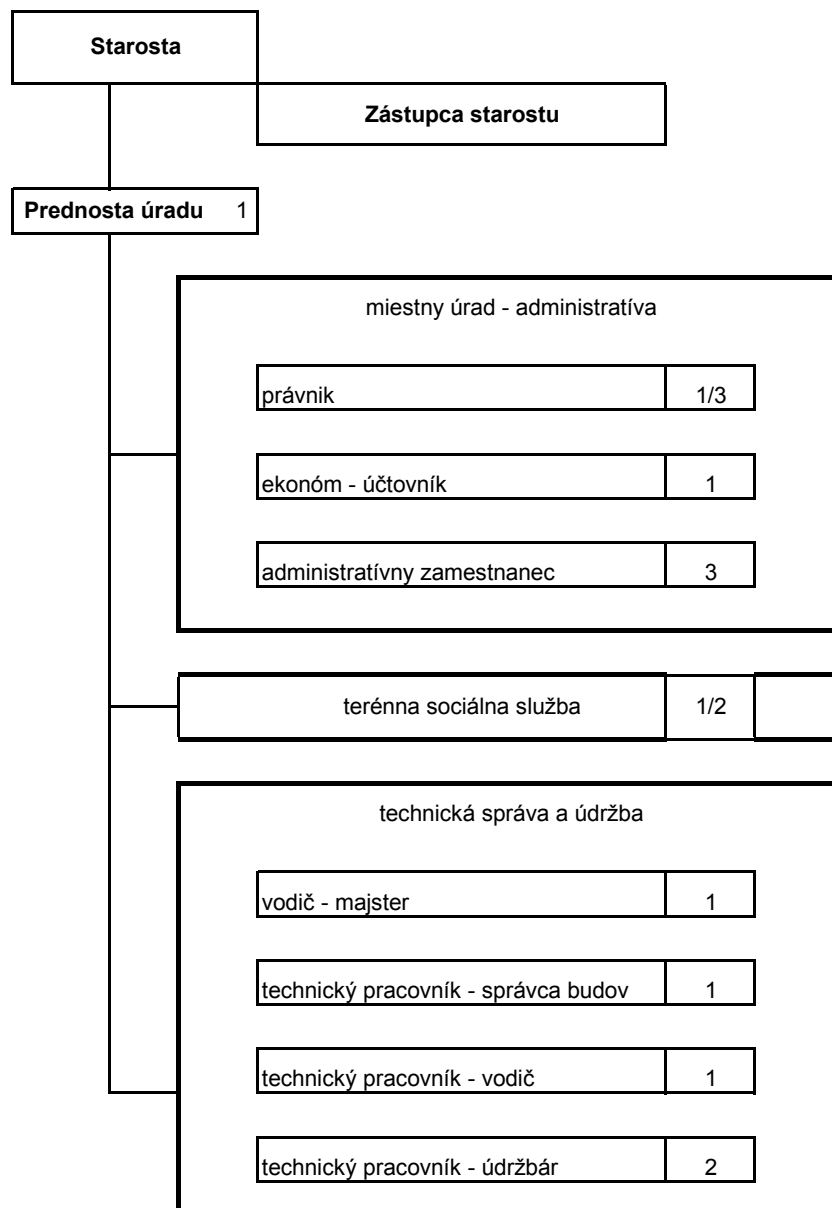 Starosta
Zástupca starostu
Prednosta úradu 1
miestny úrad - administratíva
právnik 1/3
ekonóm - účtovník 1
administratívny zamestnanec 3
terénna sociálna služba 1/2
technická správa a údržba
vodič - majster 1
technický pracovník - správca budov 1
technický pracovník - vodič 1
technický pracovník - údržbár 2